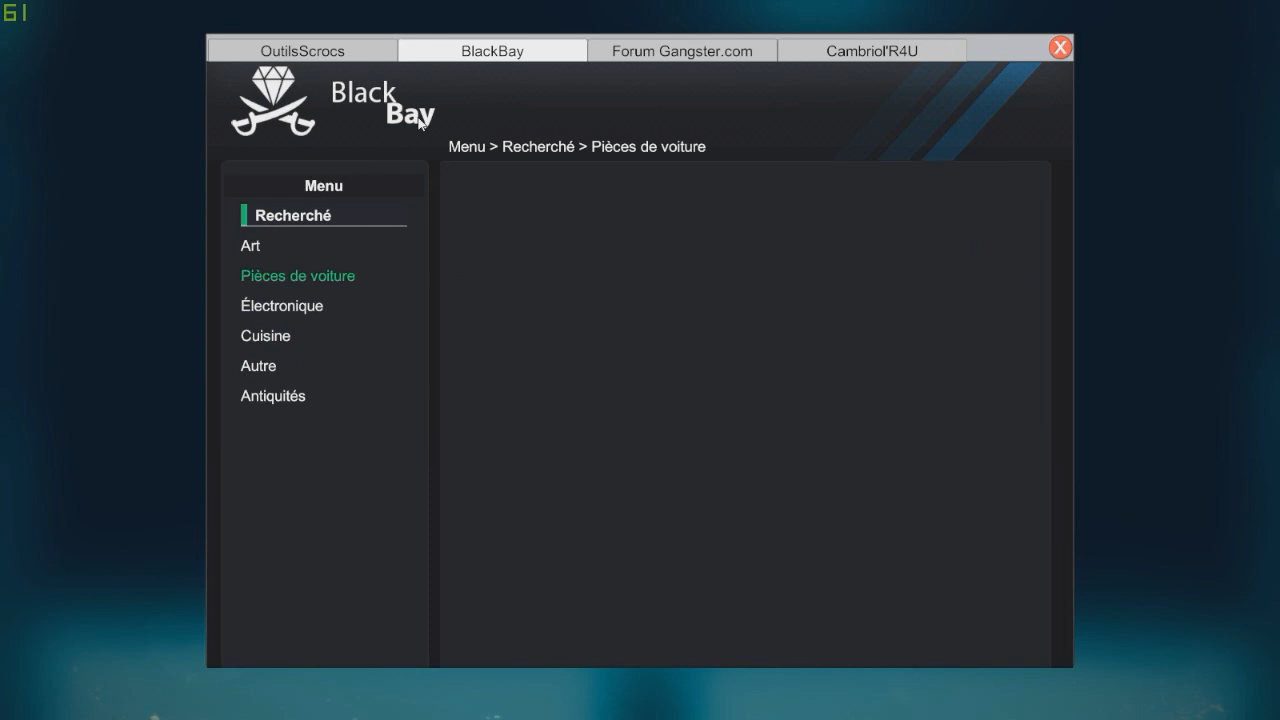 61
OutilsScrocs
BlackBay
Forum Gangster.com
Cambriol'R4U
X
Black
Bay
Menu > Recherché > Pièces de voiture
Menu
Recherché
Art
Pièces de voiture
Électronique
Cuisine
Autre
Antiquités